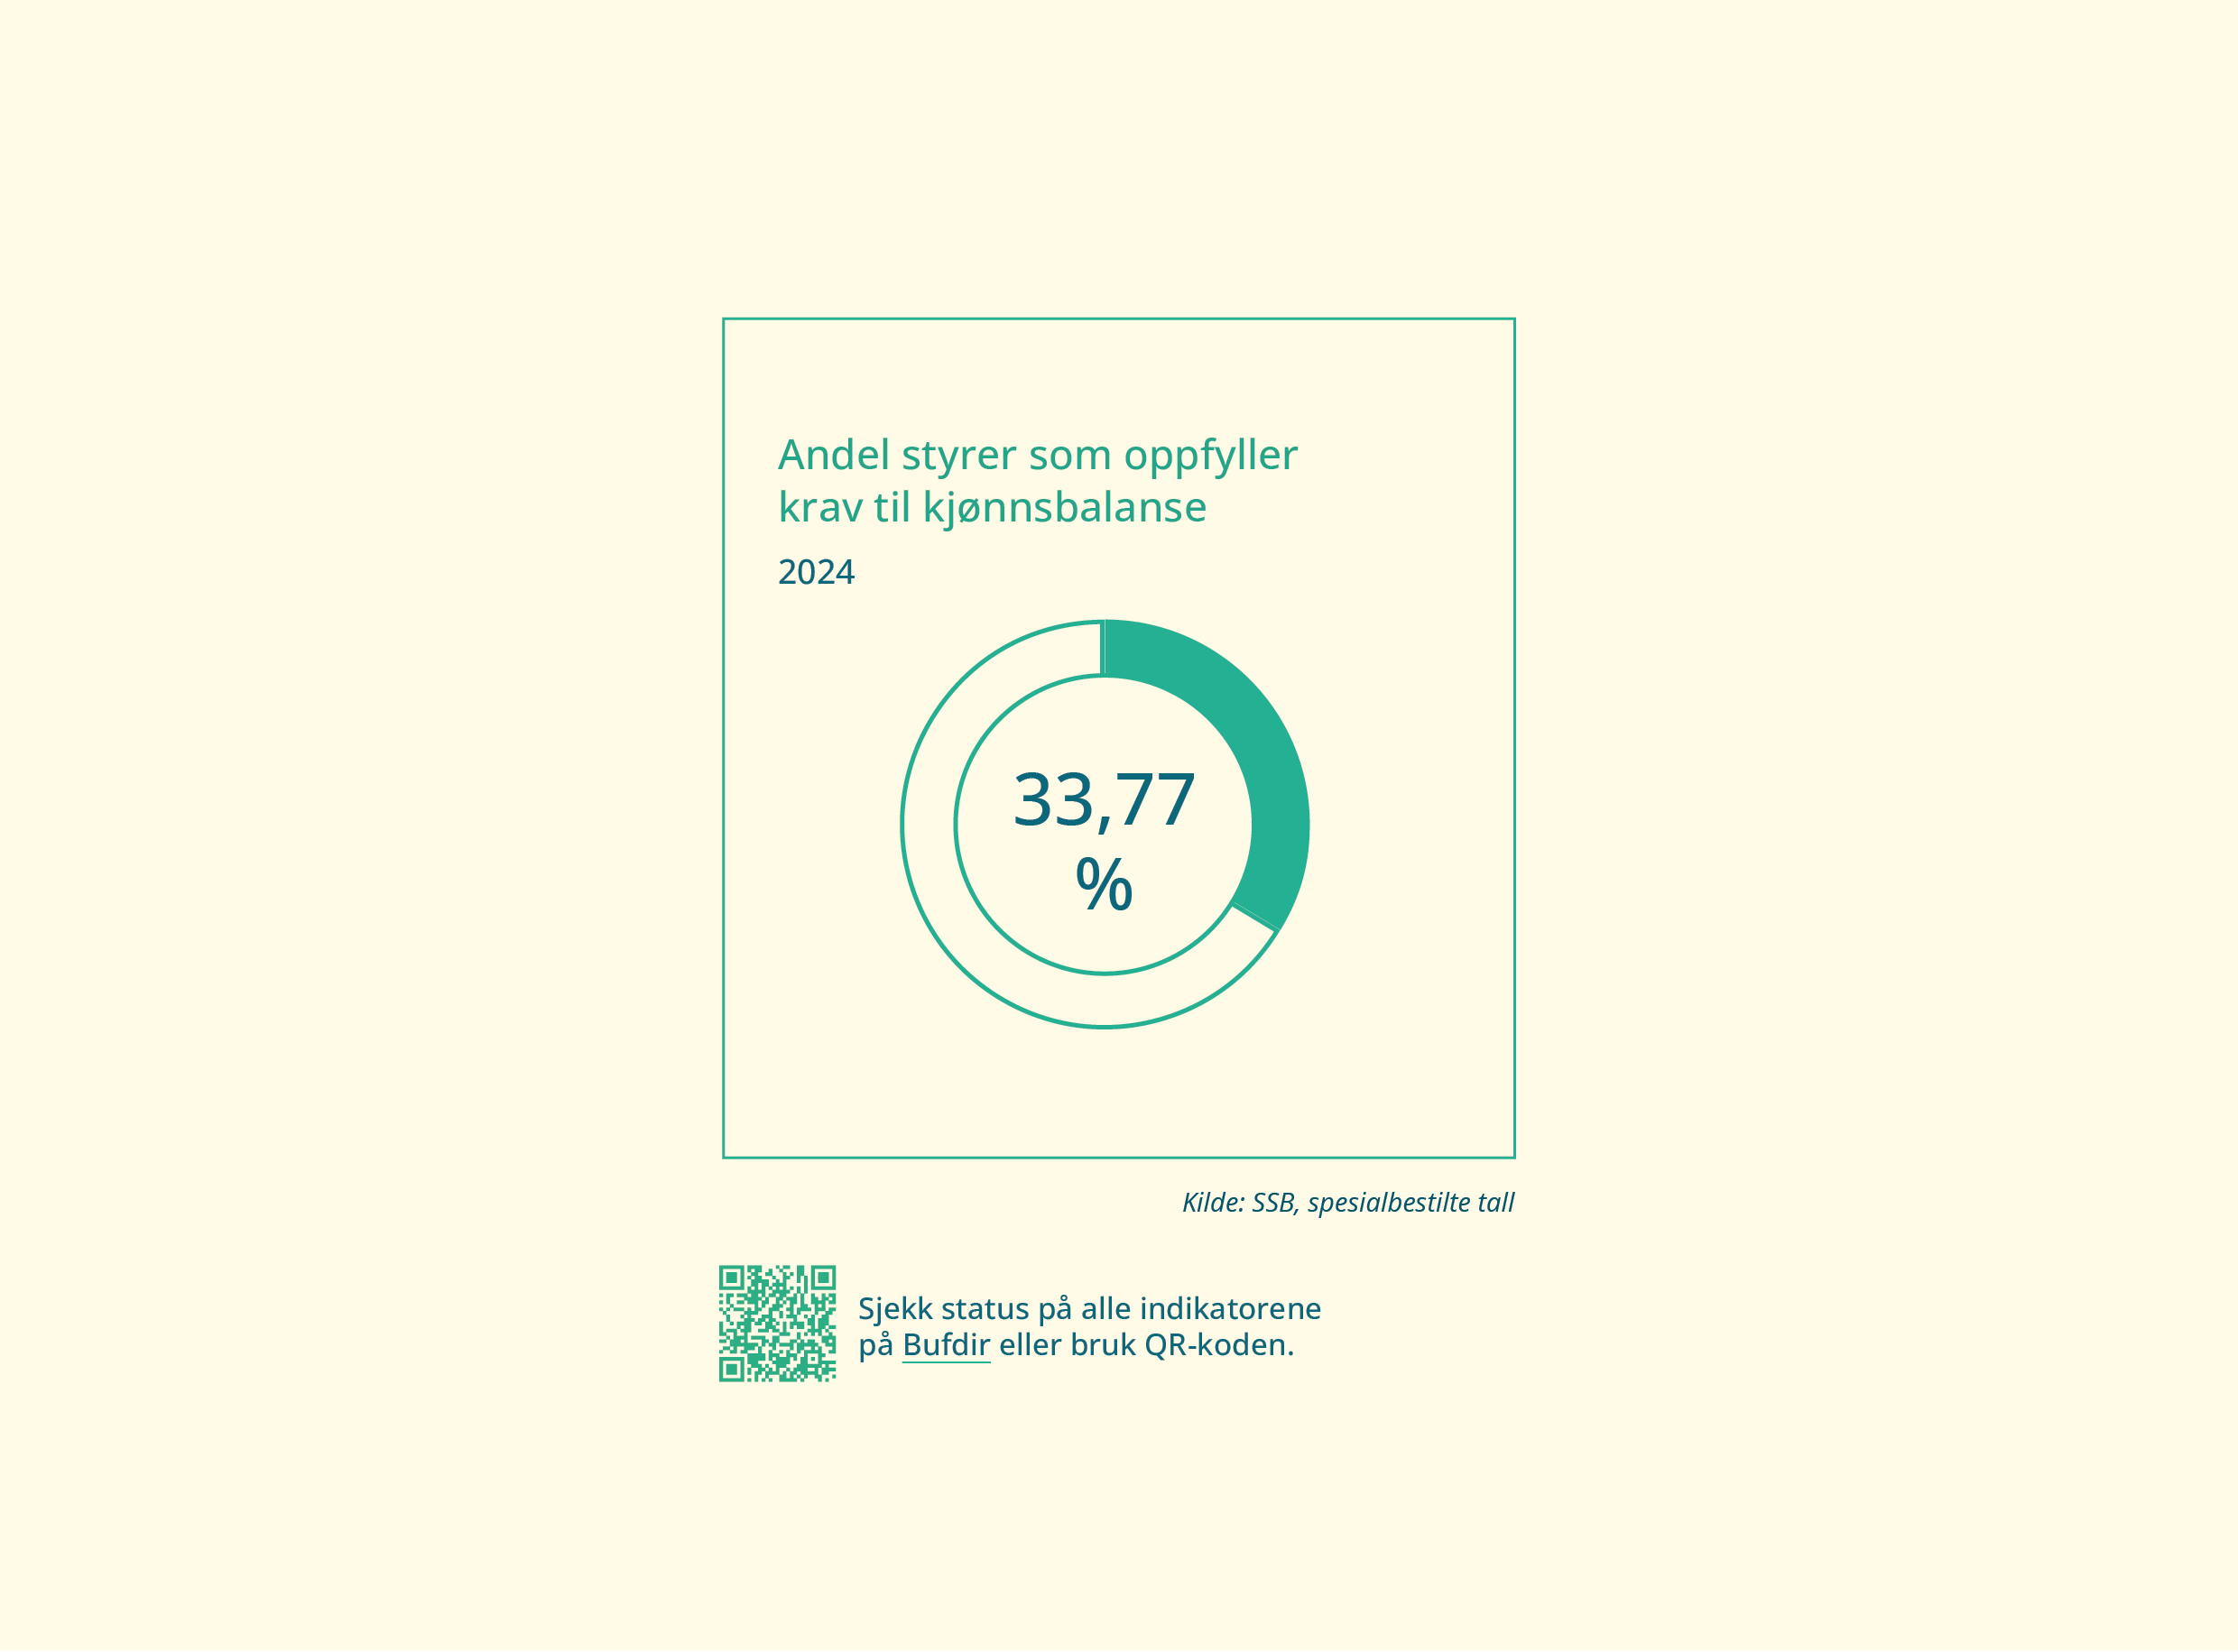 Andel styrer som oppfyller
krav til kjønnsbalanse
2024
33,77
%
Kilde: SSB, spesialbestilte tall
Sjekk status på alle indikatorene
på Bufdir eller bruk QR-koden.